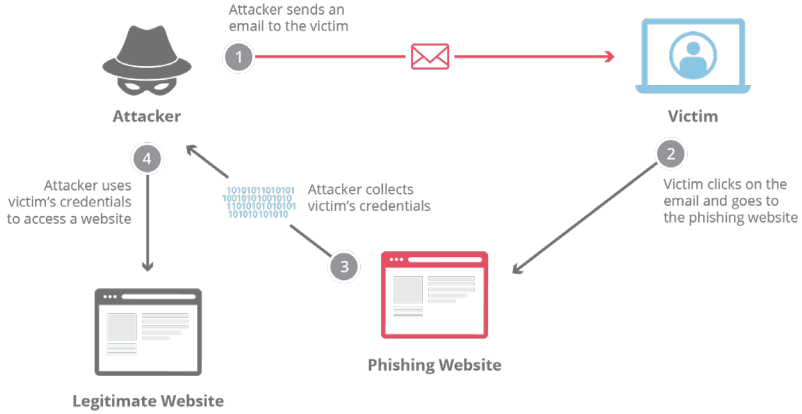 Attacker sends an
email to the victim
1
Attacker
Victim
4
2
Attacker uses
victim's credentials
to access a website
10101011010101
10010101001010
11010101010101
101010101010
Attacker collects
victim's credentials
Victim clicks on the
email and goes to
the phishing website
3
Phishing Website
Legitimate Website